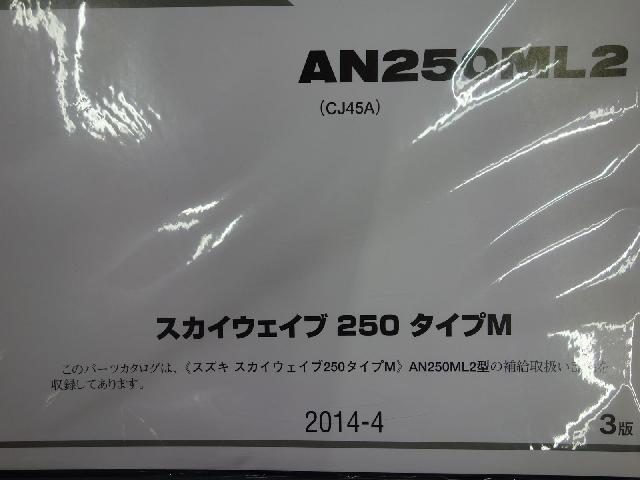 AN250ML2
(CJ45A)
スカイウェイブ 250 タイプM
このパーツカタログは、《スズキ スカイウェイブ250タイプM》AN250ML2型の補給取扱い部品を
収録してあります。
2014-4
3版